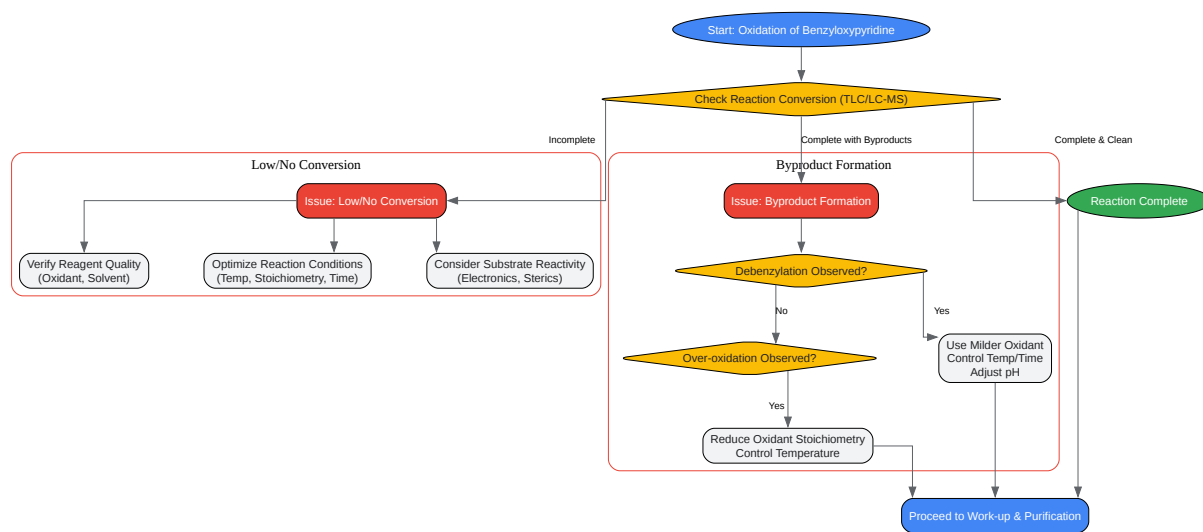 Start: Oxidation of Benzyloxypyridine
Check Reaction Conversion (TLC/LC-MS)
Incomplete
Complete with Byproducts
Complete & Clean
Low/No Conversion
Byproduct Formation
Issue: Low/No Conversion
Issue: Byproduct Formation
Reaction Complete
Verify Reagent Quality
(Oxidant, Solvent)
Optimize Reaction Conditions
(Temp, Stoichiometry, Time)
Consider Substrate Reactivity
(Electronics, Sterics)
Debenzylation Observed?
No
Yes
Over-oxidation Observed?
Use Milder Oxidant
Control Temp/Time
Adjust pH
Yes
Reduce Oxidant Stoichiometry
Control Temperature
Proceed to Work-up & Purification